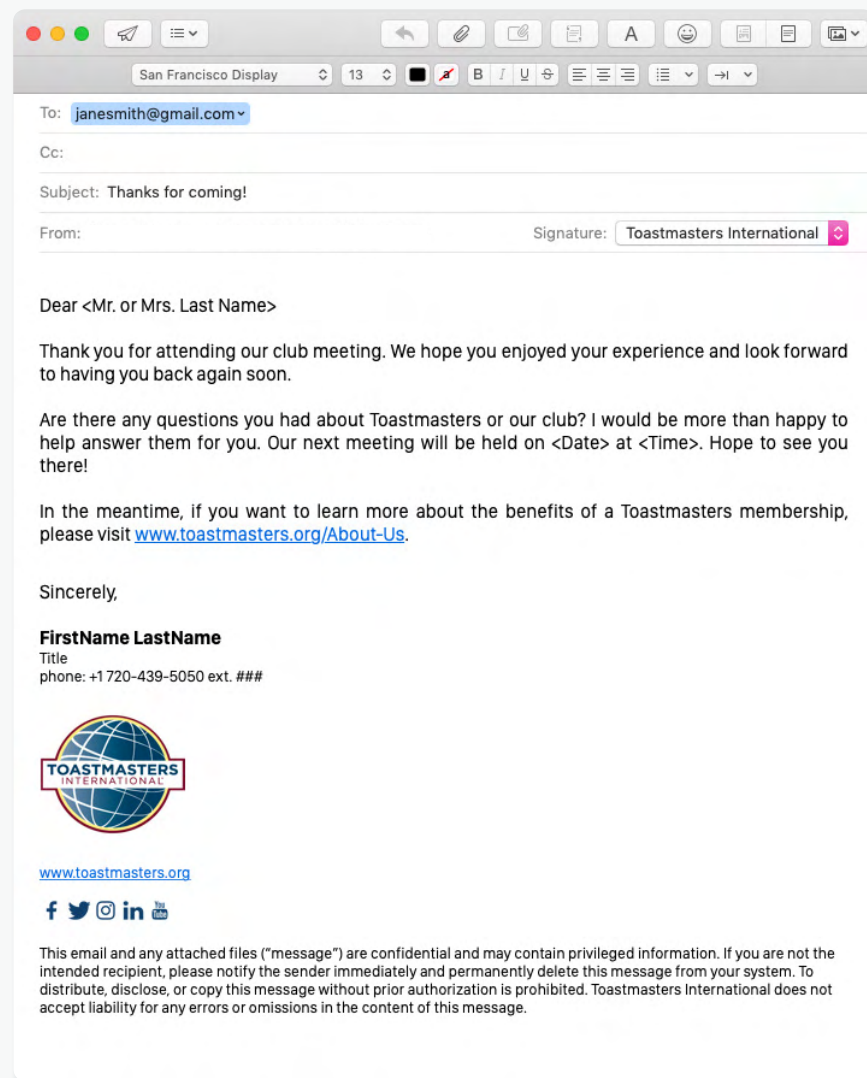 San Francisco Display 13 B I U S
To: janesmith@gmail.com
Cc:
Subject: Thanks for coming!
From: Signature: Toastmasters International
Dear <Mr. or Mrs. Last Name>
Thank you for attending our club meeting. We hope you enjoyed your experience and look forward
to having you back again soon.
Are there any questions you had about Toastmasters or our club? I would be more than happy to
help answer them for you. Our next meeting will be held on <Date> at <Time>. Hope to see you
there!
In the meantime, if you want to learn more about the benefits of a Toastmasters membership,
please visit www.toastmasters.org/About-Us.
Sincerely,
FirstName LastName
Title
phone: +1 720-439-5050 ext. ###
TOASTMASTERS
INTERNATIONAL
www.toastmasters.org
You
Tube
This email and any attached files (“message”) are confidential and may contain privileged information. If you are not the
intended recipient, please notify the sender immediately and permanently delete this message from your system. To
distribute, disclose, or copy this message without prior authorization is prohibited. Toastmasters International does not
accept liability for any errors or omissions in the content of this message.